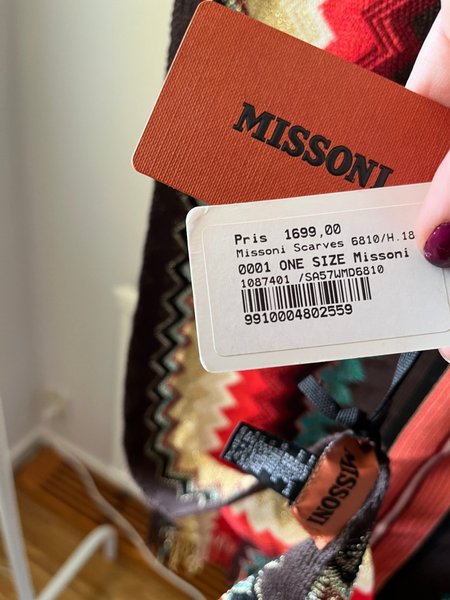 MISSONI
Pris 1699,00
Missoni Scarves 6810/H.18
0001 ONE SIZE Missoni
1087401 /SA57WMD6810
9910004802559
MISSONI